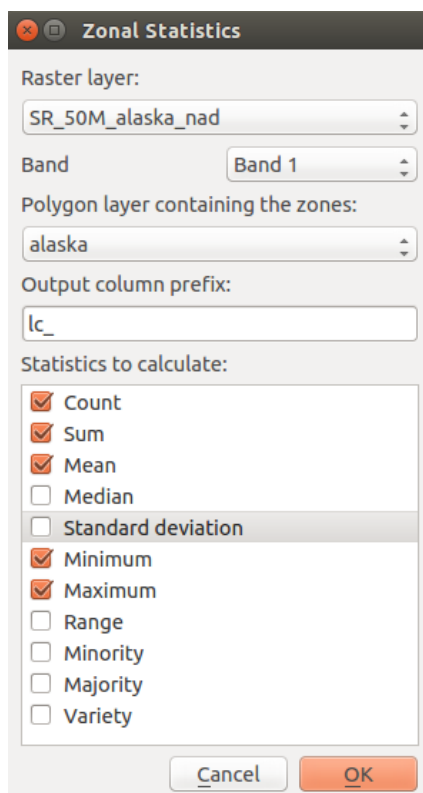 Zonal Statistics
Raster layer:
SR_50M_alaska_nad
Band Band 1
Polygon layer containing the zones:
alaska
Output column prefix:
lc_
Statistics to calculate:
Count
Sum
Mean
Median
Standard deviation
Minimum
Maximum
Range
Minority
Majority
Variety
Cancel OK